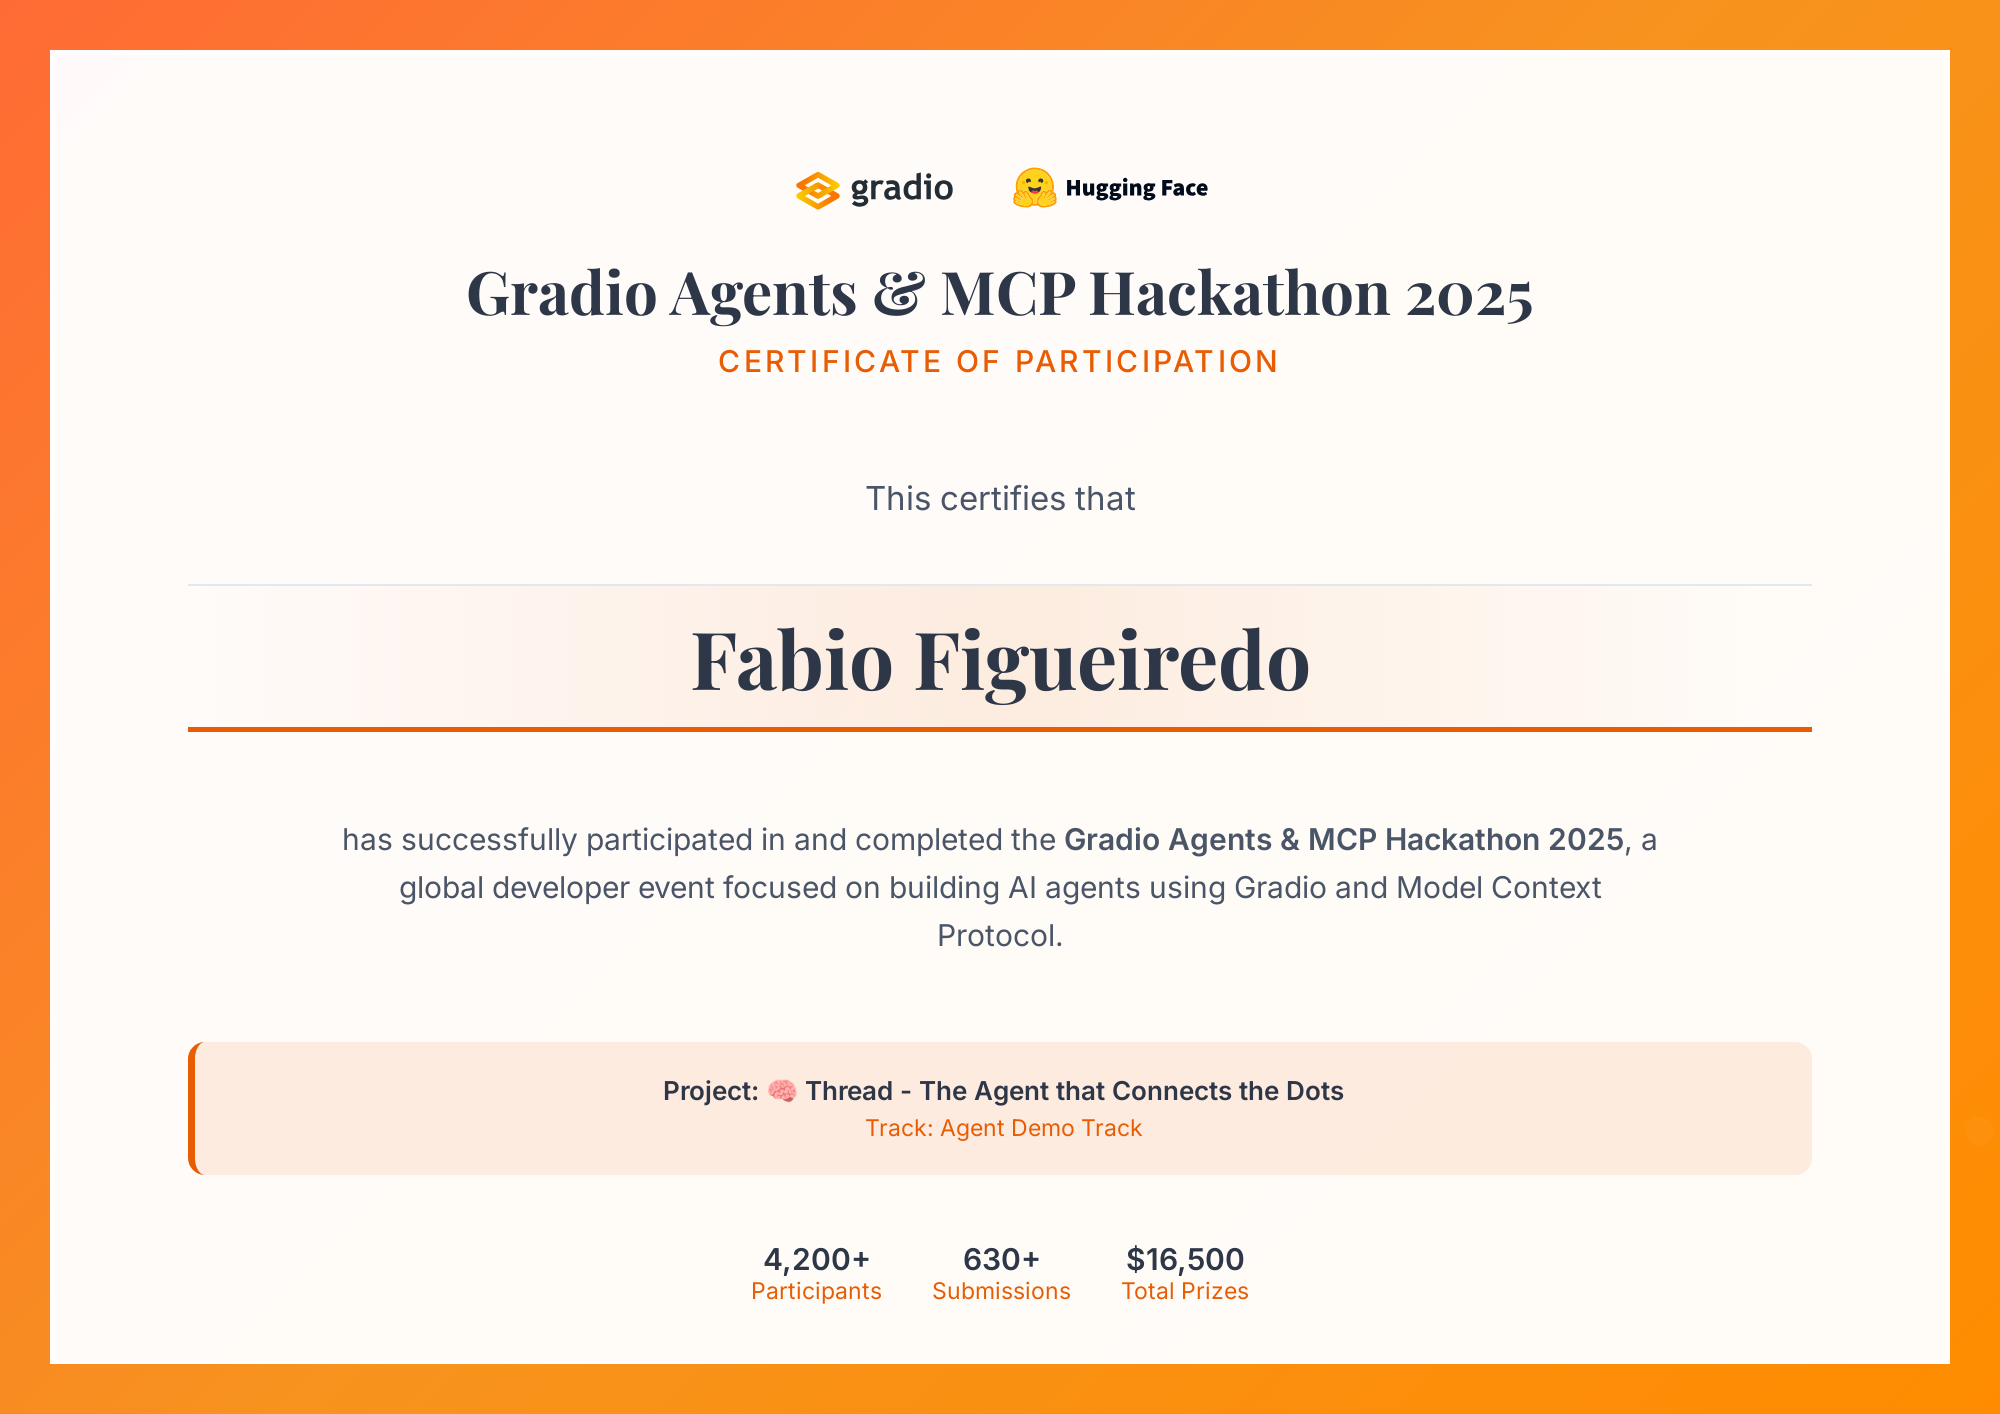 gradio Hugging Face
Gradio Agents & MCP Hackathon 2025
CERTIFICATE OF PARTICIPATION
This certifies that
Fabio Figueiredo
has successfully participated in and completed the Gradio Agents & MCP Hackathon 2025, a
global developer event focused on building AI agents using Gradio and Model Context
Protocol.
Project: 🧠 Thread - The Agent that Connects the Dots
Track: Agent Demo Track
4,200+ 630+ $16,500
Participants Submissions Total Prizes